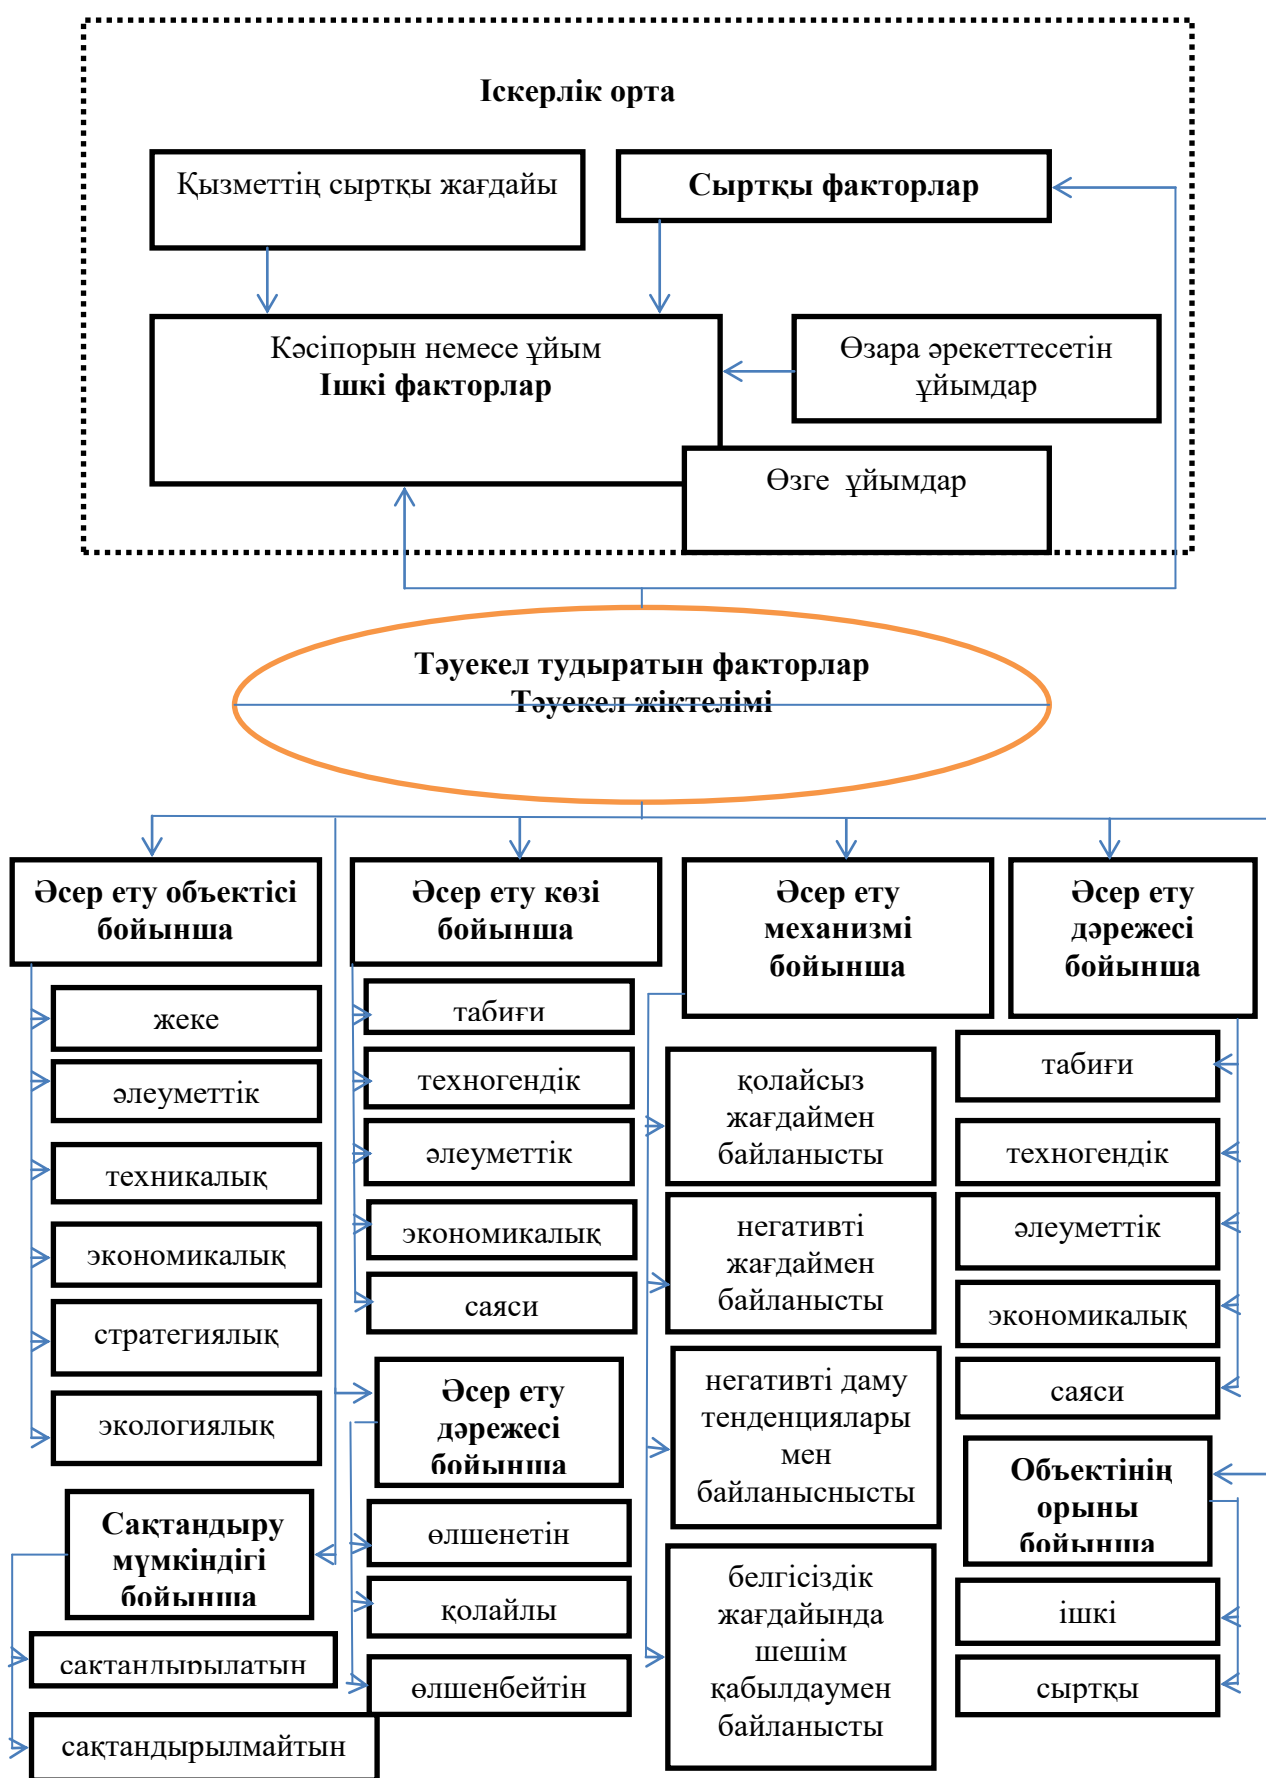 Іскерлік орта
Қызметтің сыртқы жағдайы
Сыртқы факторлар
Кәсіпорын немесе ұйым
Ішкі факторлар
Өзара әрекеттесетін
ұйымдар
Өзге ұйымдар
Тәуекел тудыратын факторлар
Тәуекел жіктелімі
Әсер ету объектісі
бойынша
жеке
әлеуметтік
техникалық
экономикалық
стратегиялық
экологиялық
Сақтандыру
мүмкіндігі
бойынша
сақтандырылатын
сақтандырылмайтын
Әсер ету көзі
бойынша
табиғи
техногендік
әлеуметтік
экономикалық
саяси
Әсер ету
дәрежесі
бойынша
өлшенетін
қолайлы
өлшенбейтін
Әсер ету
механизмі
бойынша
қолайсыз
жағдаймен
байланысты
негативті
жағдаймен
байланысты
негативті даму
тенденциялары
мен
байланыснысты
белгісіздік
жағдайында
шешім
қабылдаумен
байланысты
Әсер ету
дәрежесі
бойынша
табиғи
техногендік
әлеуметтік
экономикалық
саяси
Объектінің
орыны
бойынша
ішкі
сыртқы